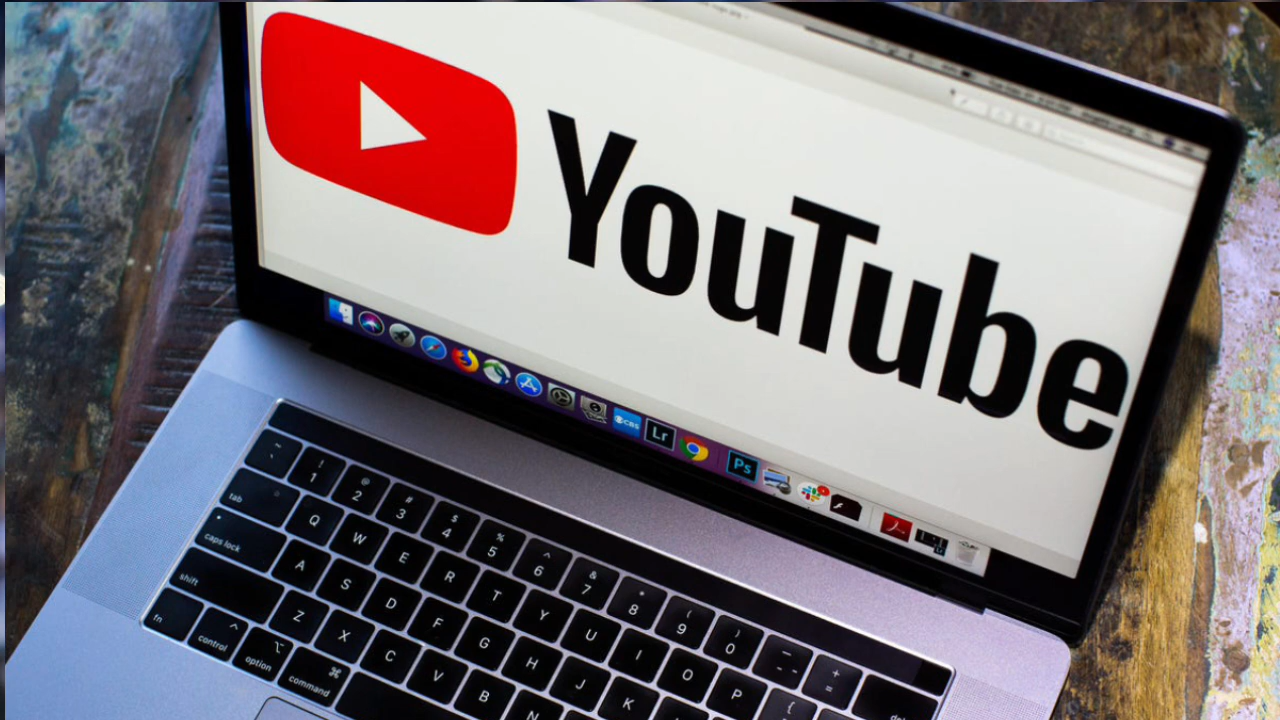 YouTube
CBS
Lr
Ps
~
`
! 1
@ 2
# 3
$ 4
% 5
^ 6
& 7
* 8
( 9
) 0
— -
+ =
tab
Q W E R T Y U I O P {
caps lock
A S D F G H J K
shift
Z X C V B N
fn
control ^
option ⌥
command ⌘